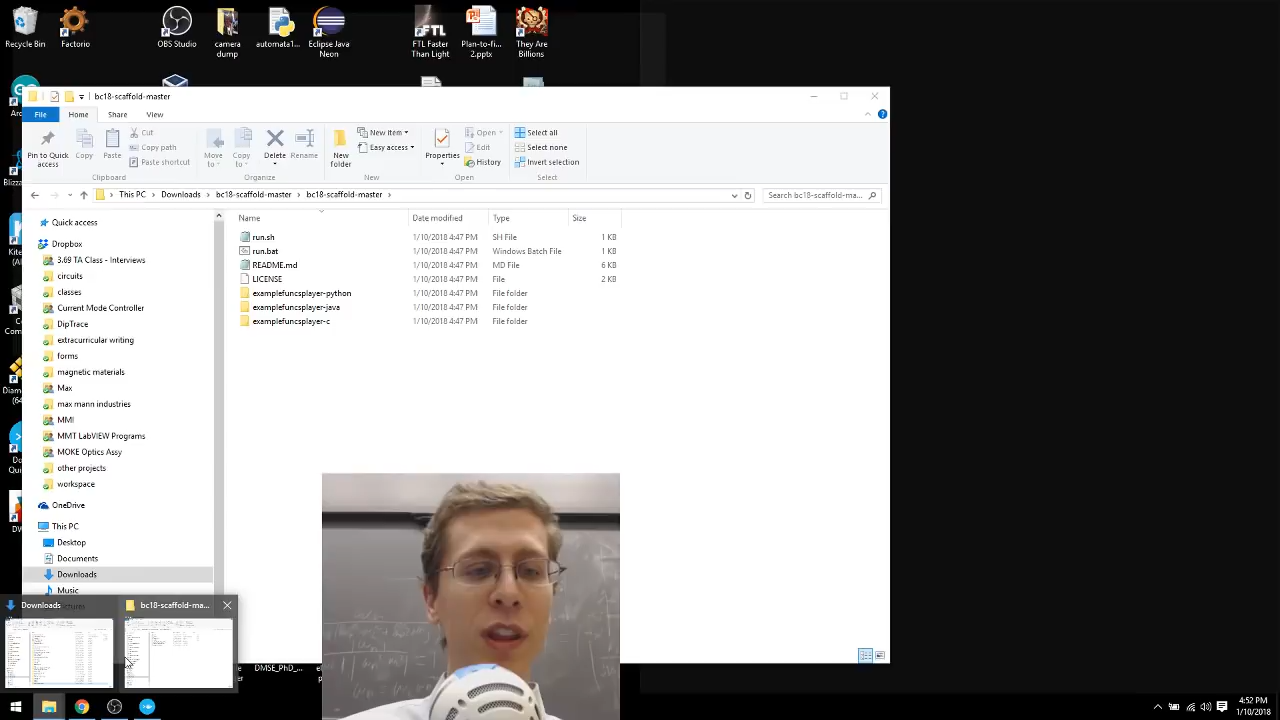 Recycle Bin
Factorio
OBS Studio
camera dump
automata1...
Eclipse Java Neon
FTL Faster Than Light
Plan-to-fi... 2.pptx
They Are Billions
bc18-scaffold-master
File Home Share View
Pin to Quick access
Copy
Paste
Cut
Copy path
Paste shortcut
Clipboard
Move to
Copy to
Delete
Rename
Organize
New folder
New item
Easy access
New
Properties
Open
Edit
History
Open
Select all
Select none
Invert selection
Select
This PC > Downloads > bc18-scaffold-master > bc18-scaffold-master >
Search bc18-scaffold-ma...
Name Date modified Type Size
run.sh 1/10/2018 4:47 PM SH File 1 KB
run.bat 1/10/2018 4:47 PM Windows Batch File 1 KB
README.md 1/10/2018 4:47 PM MD File 6 KB
LICENSE 1/10/2018 4:47 PM File 2 KB
examplefuncsplayer-python 1/10/2018 4:47 PM File folder
examplefuncsplayer-java 1/10/2018 4:47 PM File folder
examplefuncsplayer-c 1/10/2018 4:47 PM File folder
Quick access
Dropbox
3.69 TA Class - Interviews
circuits
classes
Current Mode Controller
DipTrace
extracurricular writing
forms
magnetic materials
Max
max mann industries
MMI
MMT LabVIEW Programs
MOKE Optics Assy
other projects
workspace
OneDrive
This PC
Desktop
Documents
Downloads
Music
Downloads
bc18-scaffold-ma...
DMSE_PhD_...
4:52 PM
1/10/2018